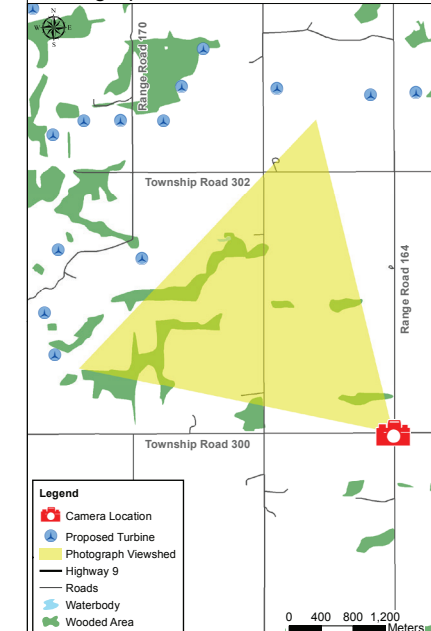 N
W E
S
Range Road 170
Township Road 302
Range Road 164
Township Road 300
Legend
Camera Location
Proposed Turbine
Photograph Viewshed
Highway 9
Roads
Waterbody
Wooded Area
0 400 800 1,200
Meters